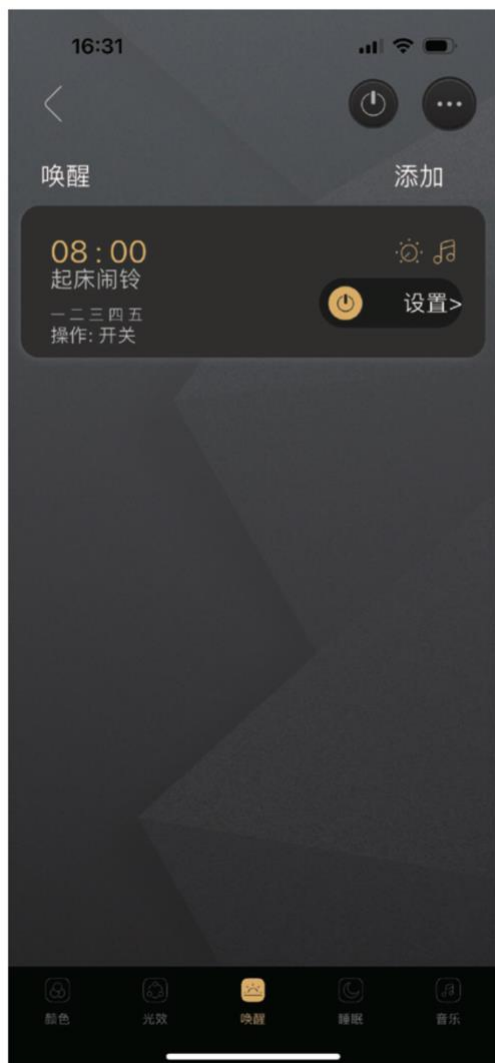 16:31
唤醒 添加
08:00
起床闹铃
一 二 三 四 五
设置>
操作: 开关
颜色 光效 唤醒 睡眠 音乐